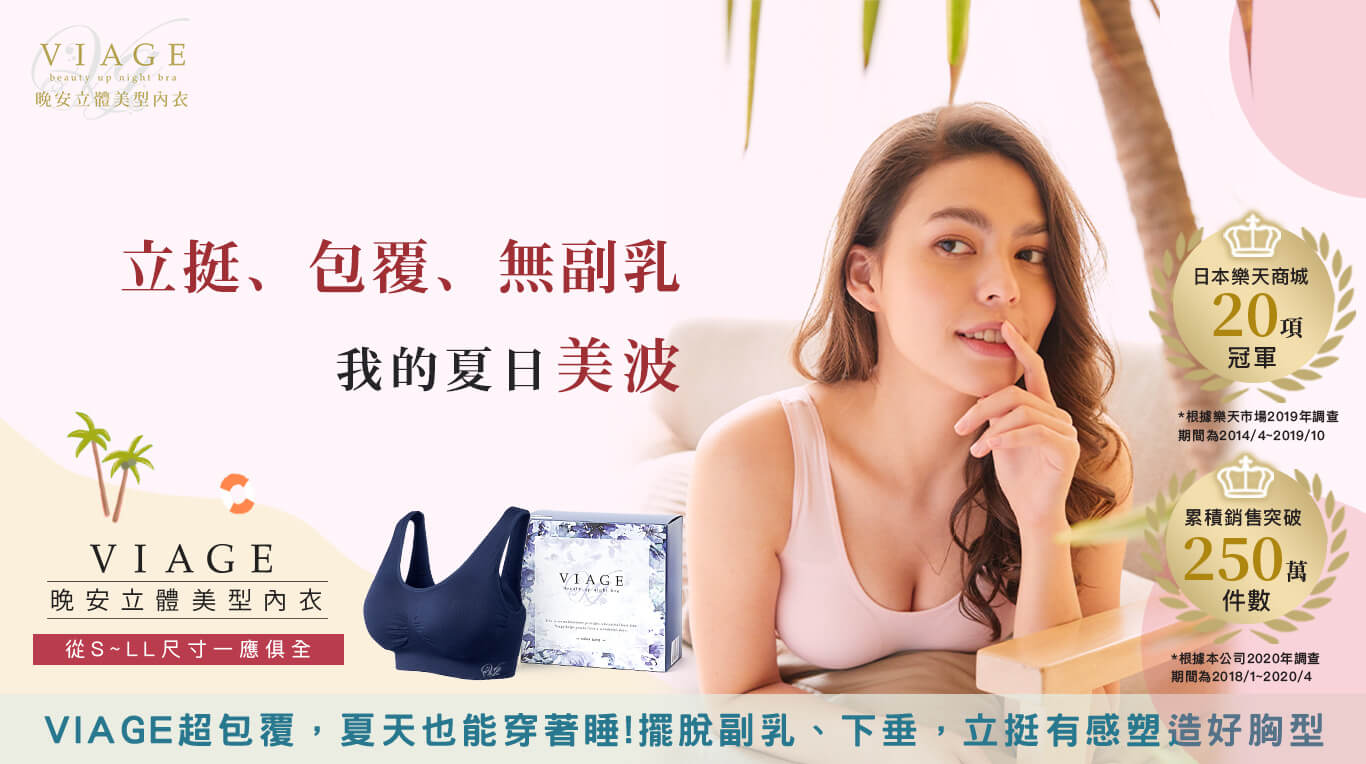 VIAGE
beauty up night bra
晚安立體美型內衣
立挺、包覆、無副乳
我的夏日美波
日本樂天商城
20項
冠軍
*根據樂天市場2019年調查
期間為2014/4~2019/10
累積銷售突破
250萬
件數
*根據本公司2020年調查
期間為2018/1~2020/4
VIAGE
晚安立體美型內衣
從S~LL尺寸一應俱全
VIAGE
beauty up night bra
VIAGE超包覆，夏天也能穿著睡!擺脫副乳、下垂，立挺有感塑造好胸型